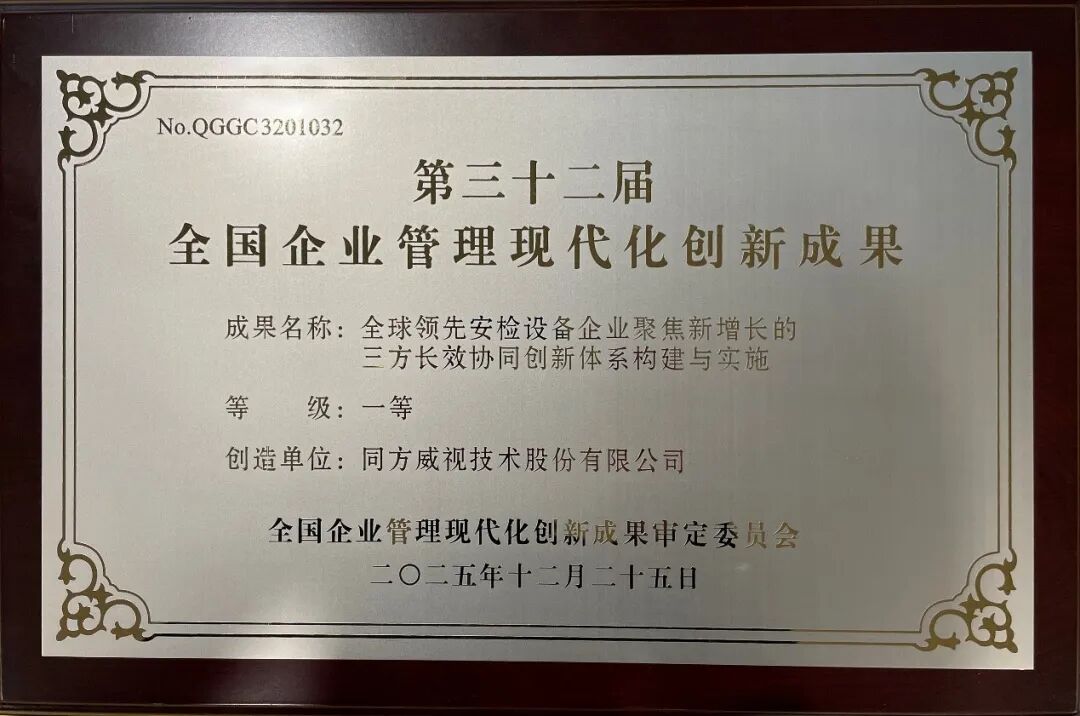 No.QGGC3201032
第三十二届
全国企业管理现代化创新成果
成果名称：全球领先安检设备企业聚焦新增长的
三方长效协同创新体系构建与实施
等　　级：一等
创造单位：同方威视技术股份有限公司
全国企业管理现代化创新成果审定委员会
二〇二五年十二月二十五日